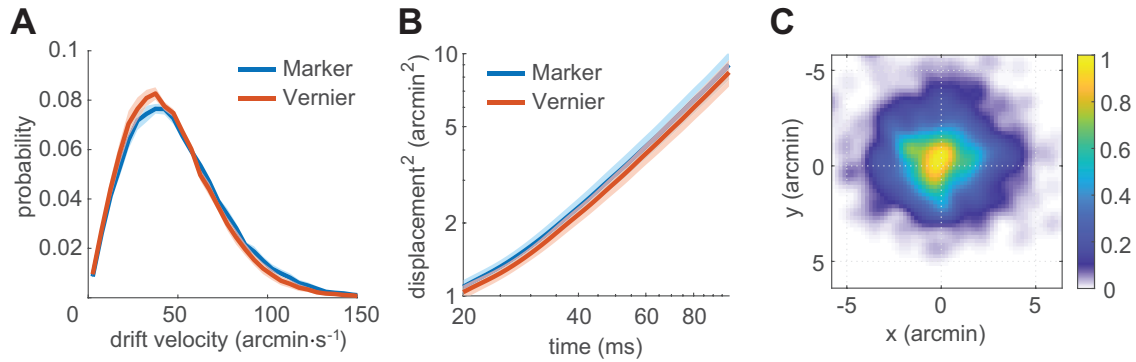 A
0.1
0.08
0.06
0.04
0.02
0
50
100
150
probability
drift velocity (arcmin·s⁻¹)
Marker
Vernier
B
10
5
2
1
20
40
60
80
displacement² (arcmin²)
time (ms)
Marker
Vernier
C
-5
0
5
-5
0
5
y (arcmin)
x (arcmin)
1
0.8
0.6
0.4
0.2
0